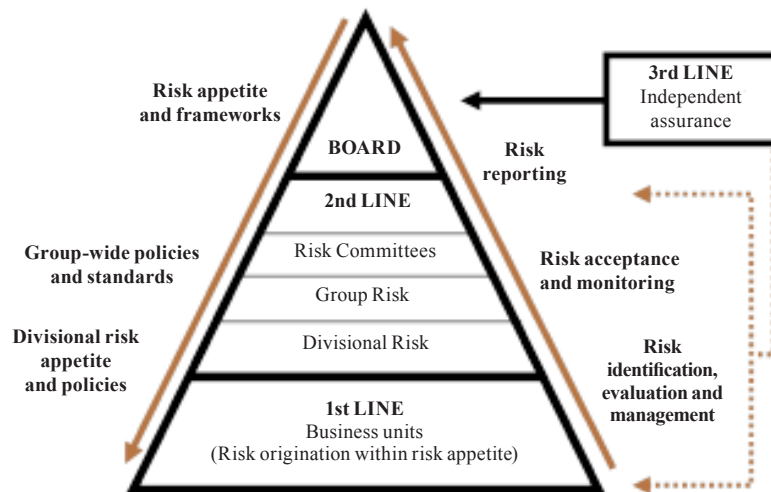 Risk appetite
and frameworks
3rd LINE
Independent
assurance
BOARD
Risk
reporting
2nd LINE
Risk Committees
Group Risk
Divisional Risk
Group-wide policies
and standards
Risk acceptance
and monitoring
Divisional risk
appetite
and policies
Risk
identification,
evaluation and
management
1st LINE
Business units
(Risk origination within risk appetite)